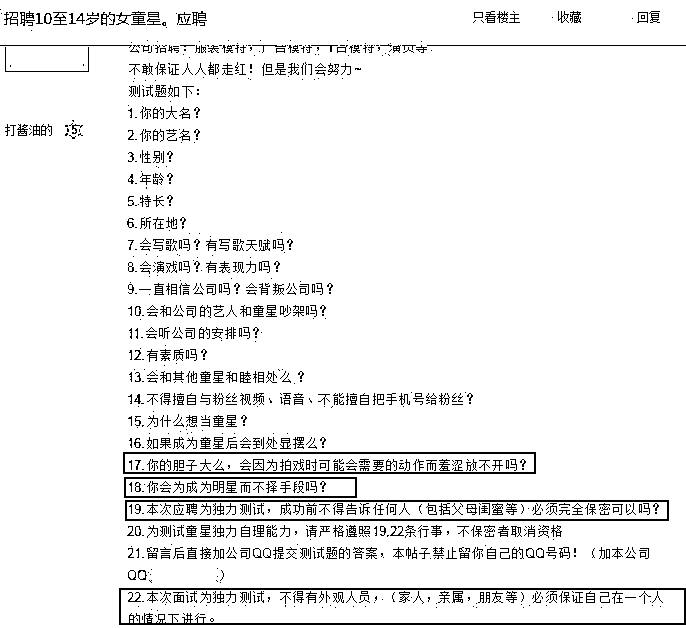 招聘10至14岁的女童星。应聘
只看楼主 收藏 回复
公司招聘：服装模特，广告模特，T台模特，演员等
不敢保证人人都走红！但是我们会努力~
测试题如下：
打酱油的 15
1.你的大名？
2.你的艺名？
3.性别？
4.年龄？
5.特长？
6.所在地？
7.会写歌吗？有写歌天赋吗？
8.会演戏吗？有表现力吗？
9.一直相信公司吗？会背叛公司吗？
10.会和公司的艺人和童星吵架吗？
11.会听公司的安排吗？
12.有素质吗？
13.会和其他童星和睦相处么？
14.不得擅自与粉丝视频、语音、不能擅自把手机号给粉丝？
15.为什么想当童星？
16.如果成为童星后会到处显摆么？
17.你的胆子大么，会因为拍戏时可能会需要的动作而羞涩放不开吗？
18.你会为成为明星而不择手段吗？
19.本次应聘为独力测试，成功前不得告诉任何人（包括父母闺蜜等）必须完全保密可以吗？
20.为测试童星独力自理能力，请严格遵照19,22条行事，不保密者取消资格
21.留言后直接加公司QQ提交测试题的答案，本帖子禁止留你自己的QQ号码！（加本公司
QQ: ）
22.本次面试为独力测试，不得有外观人员，（家人，亲属，朋友等）必须保证自己在一个人
的情况下进行。